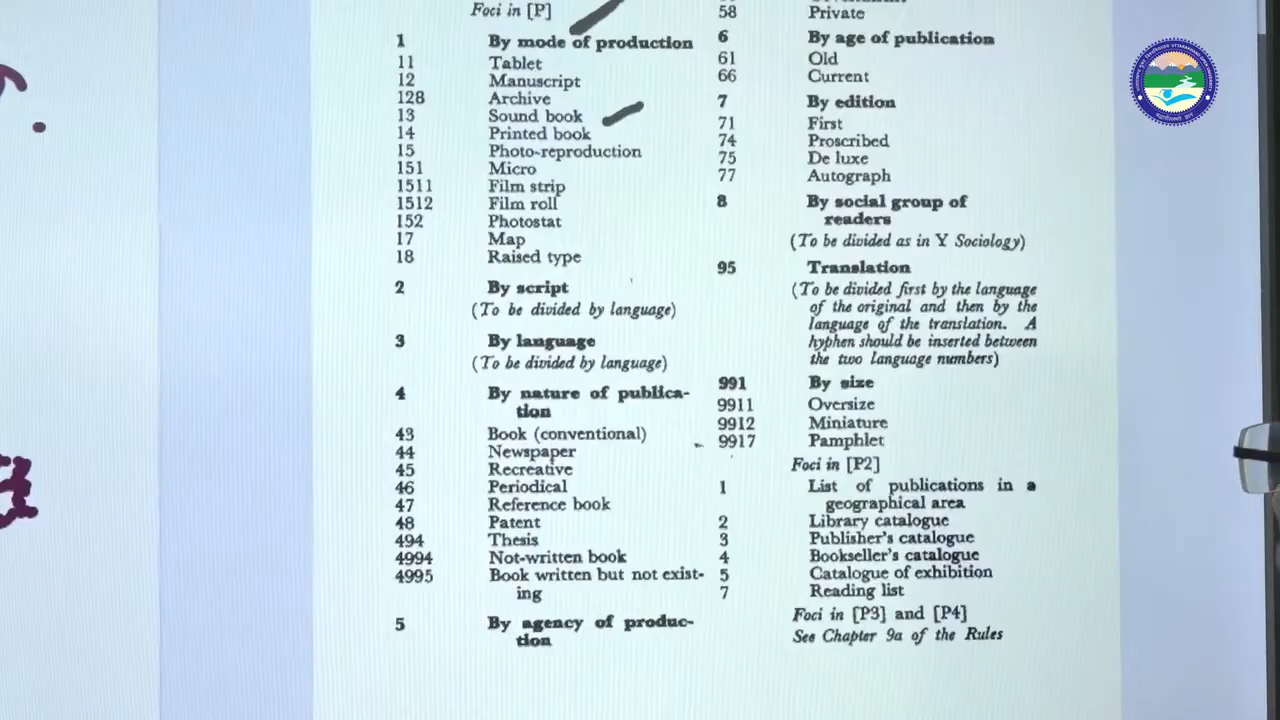 Foci in [P]
1 By mode of production
11 Tablet
12 Manuscript
128 Archive
13 Sound book
14 Printed book
15 Photo-reproduction
151 Micro
1511 Film strip
1512 Film roll
152 Photostat
17 Map
18 Raised type
2 By script
(To be divided by language)
3 By language
(To be divided by language)
4 By nature of publica-
tion
43 Book (conventional)
44 Newspaper
45 Recreative
46 Periodical
47 Reference book
48 Patent
494 Thesis
4994 Not-written book
4995 Book written but not exist-
ing
5 By agency of produc-
tion
58 Private
6 By age of publication
61 Old
66 Current
7 By edition
71 First
74 Proscribed
75 De luxe
77 Autograph
8 By social group of
readers
(To be divided as in Y Sociology)
95 Translation
(To be divided first by the language
of the original and then by the
language of the translation. A
hyphen should be inserted between
the two language numbers)
991 By size
9911 Oversize
9912 Miniature
9917 Pamphlet
Foci in [P2]
1 List of publications in a
geographical area
2 Library catalogue
3 Publisher's catalogue
4 Bookseller's catalogue
5 Catalogue of exhibition
7 Reading list
Foci in [P3] and [P4]
See Chapter 9a of the Rules